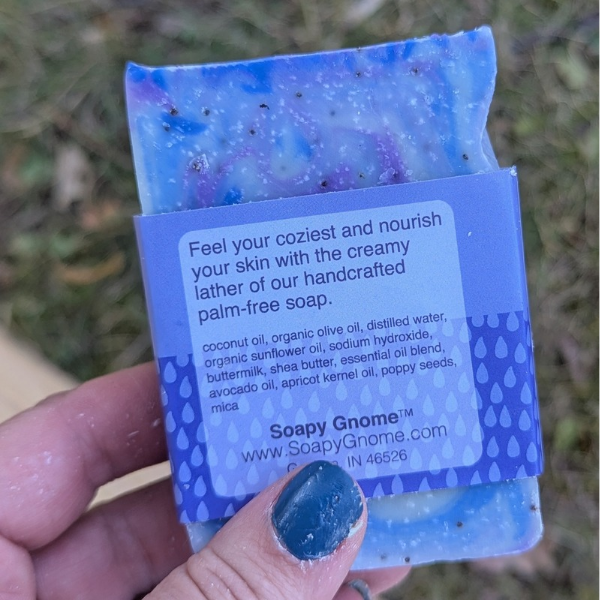 Feel your coziest and nourish
your skin with the creamy
lather of our handcrafted
palm-free soap.
coconut oil, organic olive oil, distilled water,
organic sunflower oil, sodium hydroxide,
buttermilk, shea butter, essential oil blend,
avocado oil, apricot kernel oil, poppy seeds,
mica
Soapy Gnome™
www.SoapyGnome.com
IN 46526